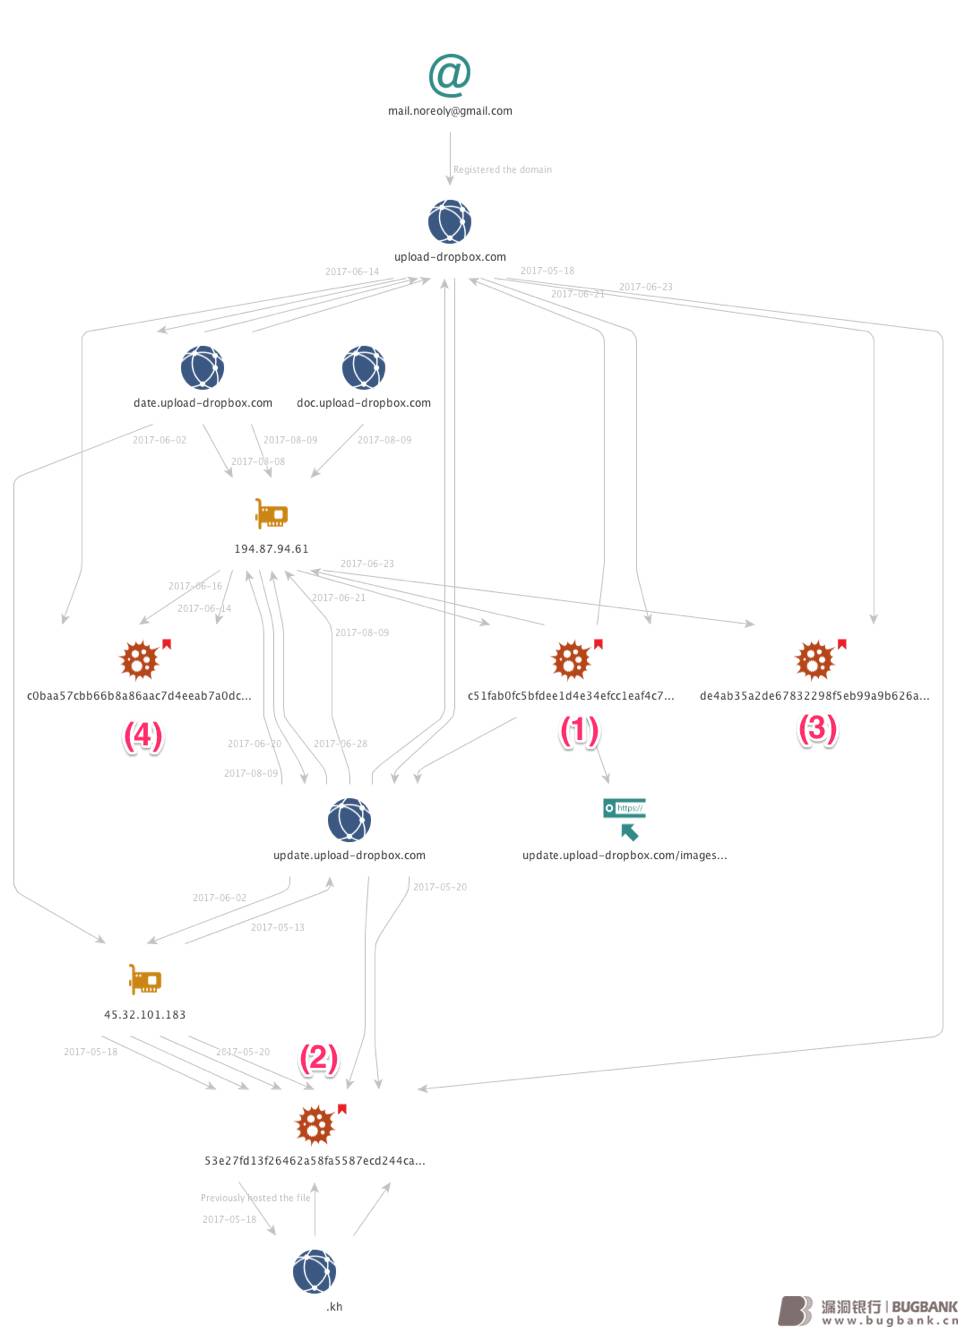 @
mail.noreoly@gmail.com
Registered the domain
upload-dropbox.com
2017-06-14
2017-05-18
2017-06-21
2017-06-23
date.upload-dropbox.com
doc.upload-dropbox.com
2017-06-02
2017-08-09
2017-08-09
2017-08-08
194.87.94.61
2017-06-23
2017-06-16
2017-06-21
2017-06-14
2017-08-09
c0baa57cbb66b8a86aac7d4eeab7a0dc...
c51fab0fc5bfdee1d4e34efcc1eaf4c7...
de4ab35a2de67832298f5eb99a9b626a...
(4)
(1)
(3)
2017-06-20
2017-06-28
2017-08-09
https://
update.upload-dropbox.com
update.upload-dropbox.com/images...
2017-05-20
2017-06-02
2017-05-13
45.32.101.183
2017-05-18
2017-05-20
(2)
53e27fd13f26462a58fa5587ecd244ca...
Previously hosted the file
2017-05-18
.kh
漏洞银行 | BUGBANK
www.bugbank.cn